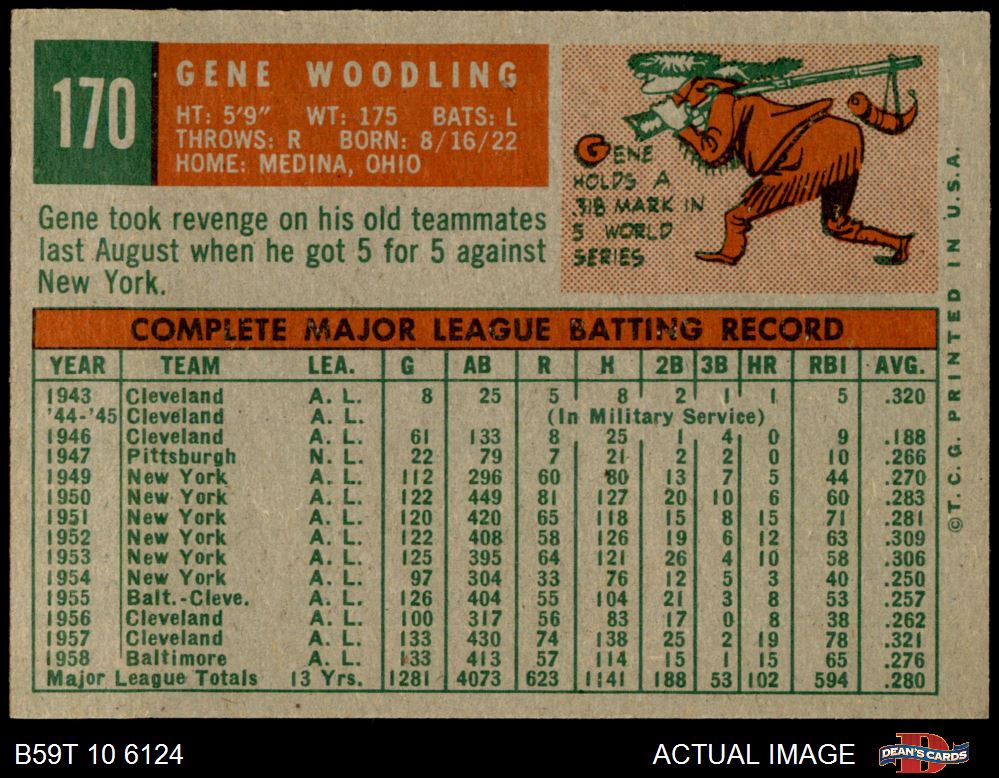 170
GENE WOODLING
HT: 5'9" WT: 175 BATS: L
THROWS: R BORN: 8/16/22
HOME: MEDINA, OHIO
GENE
HOLDS A
.318 MARK IN
5 WORLD
SERIES
Gene took revenge on his old teammates
last August when he got 5 for 5 against
New York.
COMPLETE MAJOR LEAGUE BATTING RECORD
YEAR TEAM LEA. G AB R H 2B 3B HR RBI AVG.
1943 Cleveland A. L. 8 25 5 8 2 1 1 5 .320
'44-'45 Cleveland A. L. (In Military Service)
1946 Cleveland A. L. 61 133 8 25 1 4 0 9 .188
1947 Pittsburgh N. L. 22 79 7 21 2 2 0 10 .266
1949 New York A. L. 112 296 60 80 13 7 5 44 .270
1950 New York A. L. 122 449 81 127 20 10 6 60 .283
1951 New York A. L. 120 420 65 118 15 8 15 71 .281
1952 New York A. L. 122 408 58 126 19 6 12 63 .309
1953 New York A. L. 125 395 64 121 26 4 10 58 .306
1954 New York A. L. 97 304 33 76 12 5 3 40 .250
1955 Balt.-Cleve. A. L. 126 404 55 104 21 3 8 53 .257
1956 Cleveland A. L. 100 317 56 83 17 0 8 38 .262
1957 Cleveland A. L. 133 430 74 138 25 2 19 78 .321
1958 Baltimore A. L. 133 413 57 114 15 1 15 65 .276
Major League Totals 13 Yrs. 1281 4073 623 1141 188 53 102 594 .280
©T. C. G. PRINTED IN U.S.A.
B59T 10 6124
ACTUAL IMAGE
D
DEAN'S CARDS